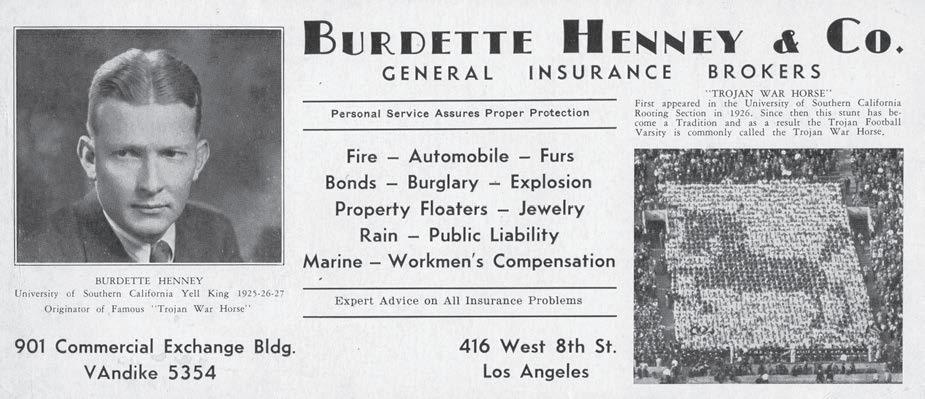 BURDETTE HENNEY & CO.
GENERAL INSURANCE BROKERS
BURDETTE HENNEY
University of Southern California Yell King 1925-26-27
Originator of Famous "Trojan War Horse"
Personal Service Assures Proper Protection
Fire – Automobile – Furs
Bonds – Burglary – Explosion
Property Floaters – Jewelry
Rain – Public Liability
Marine – Workmen's Compensation
Expert Advice on All Insurance Problems
"TROJAN WAR HORSE"
First appeared in the University of Southern California
Rooting Section in 1926. Since then this stunt has be-
come a Tradition and as a result the Trojan Football
Varsity is commonly called the Trojan War Horse.
901 Commercial Exchange Bldg.
VAndike 5354
416 West 8th St.
Los Angeles